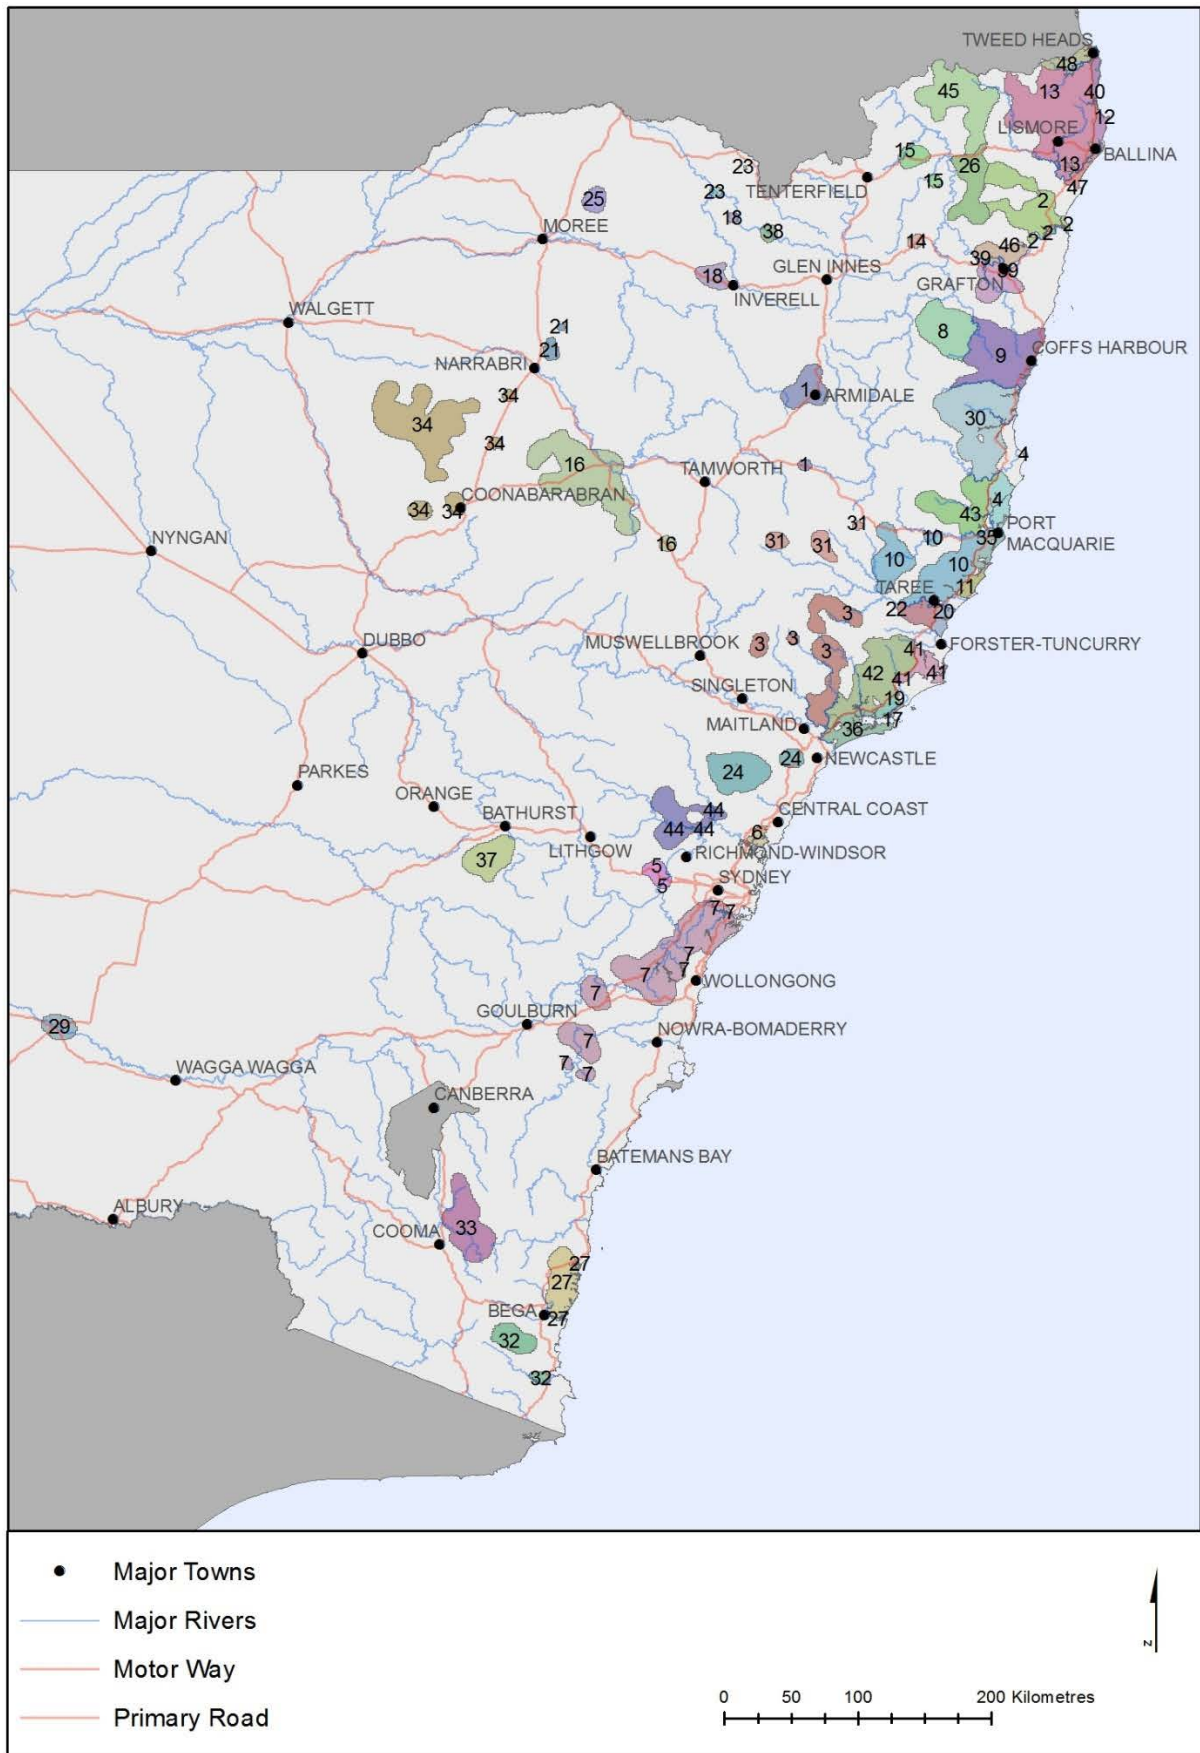 TWEED HEADS
48
45
13
40
12
LISMORE
BALLINA
15
13
23
26
TENTERFIELD
15
47
23
25
2
18
2
MOREE
38
2
14
46
2
39
GLEN INNES
39
18
GRAFTON
INVERELL
WALGETT
21
8
21
COFFS HARBOUR
9
NARRABRI
1
ARMIDALE
34
34
30
34
4
16
1
TAMWORTH
COONABARABRAN
4
34
34
43
31
PORT
MACQUARIE
NYNGAN
10
35
16
31
31
10
10
TAREE
11
22
20
3
DUBBO
MUSWELLBROOK
3
3
3
FORSTER-TUNCURRY
41
42
41
41
SINGLETON
19
17
MAITLAND
36
24
NEWCASTLE
24
PARKES
ORANGE
44
CENTRAL COAST
BATHURST
44
44
6
LITHGOW
RICHMOND-WINDSOR
37
5
5
SYDNEY
7
7
7
7
7
WOLLONGONG
7
GOULBURN
29
NOWRA-BOMADERRY
7
WAGGA WAGGA
7
7
CANBERRA
BATEMANS BAY
ALBURY
COOMA
33
27
27
BEGA
27
32
32
Major Towns
Major Rivers
Motor Way
Primary Road
z
0 50 100 200 Kilometres